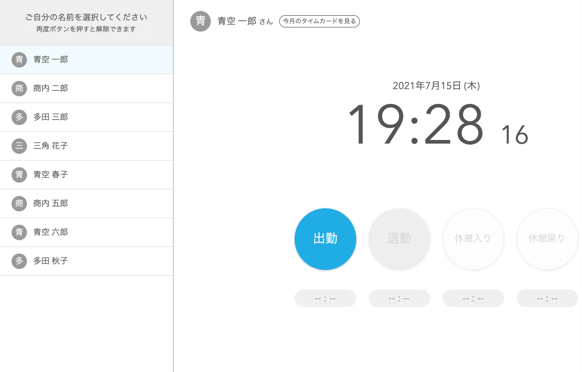 ご自分の名前を選択してください
再度ボタンを押すと解除できます
青 青空 一郎
商 商内 二郎
多 多田 三郎
三 三角 花子
青 青空 春子
商 商内 五郎
青 青空 六郎
多 多田 秋子
青 青空 一郎 さん 今月のタイムカードを見る
2021年7月15日 (木)
19:28 16
出勤 退勤 休憩入り 休憩戻り
-- : -- -- : -- -- : -- -- : --